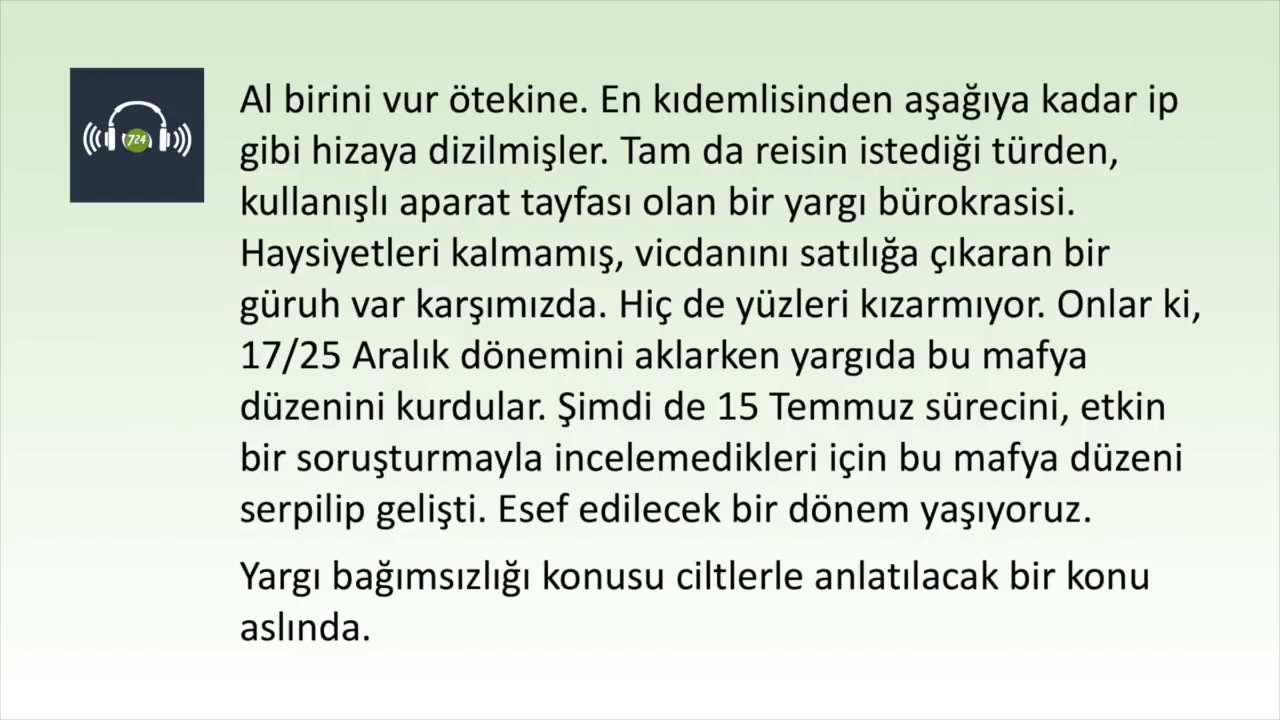 724
Al birini vur ötekine. En kıdemlisinden aşağıya kadar ip
gibi hizaya dizilmişler. Tam da reisin istediği türden,
kullanışlı aparat tayfası olan bir yargı bürokrasisi.
Haysiyetleri kalmamış, vicdanını satılığa çıkaran bir
güruh var karşımızda. Hiç de yüzleri kızarmıyor. Onlar ki,
17/25 Aralık dönemini aklarken yargıda bu mafya
düzenini kurdular. Şimdi de 15 Temmuz sürecini, etkin
bir soruşturmayla incelemedikleri için bu mafya düzeni
serpilip gelişti. Esef edilecek bir dönem yaşıyoruz.
Yargı bağımsızlığı konusu ciltlerle anlatılacak bir konu
aslında.